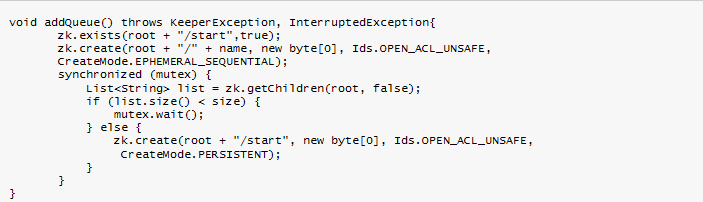 void addQueue() throws KeeperException, InterruptedException{
        zk.exists(root + "/start",true);
        zk.create(root + "/" + name, new byte[0], Ids.OPEN_ACL_UNSAFE,
        CreateMode.EPHEMERAL_SEQUENTIAL);
        synchronized (mutex) {
            List<String> list = zk.getChildren(root, false);
            if (list.size() < size) {
                mutex.wait();
            } else {
                zk.create(root + "/start", new byte[0], Ids.OPEN_ACL_UNSAFE,
                 CreateMode.PERSISTENT);
            }
        }
}